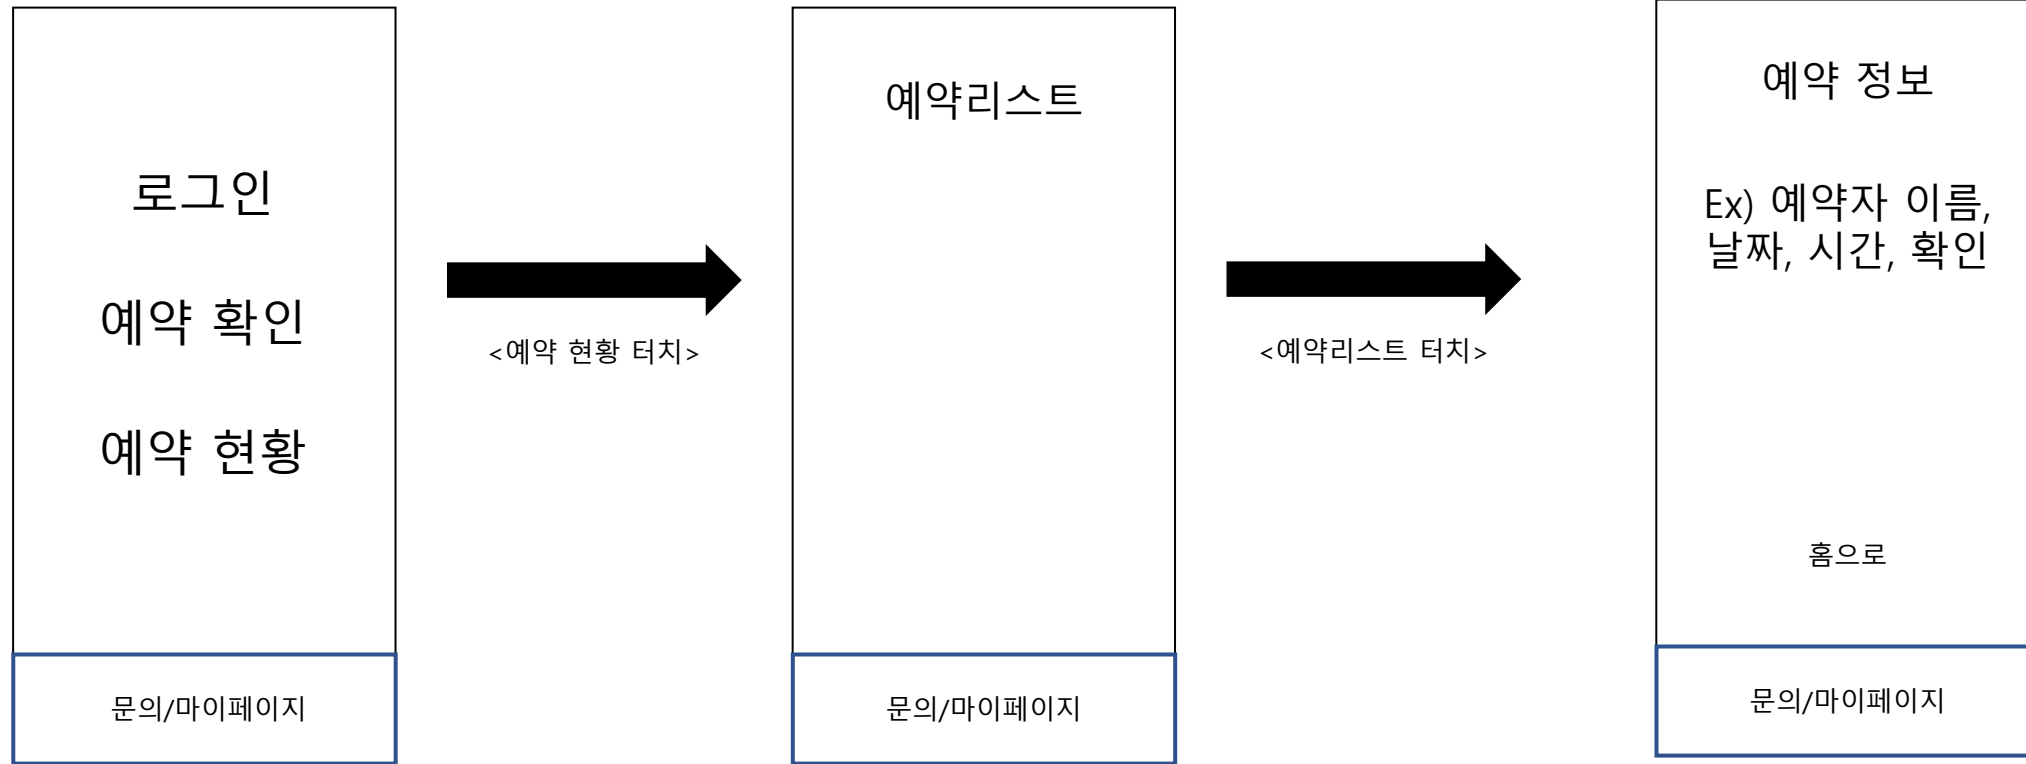 로그인
예약 확인
예약 현황
문의/마이페이지
<예약 현황 터치>
예약리스트
문의/마이페이지
<예약리스트 터치>
예약 정보
Ex) 예약자 이름,
날짜, 시간, 확인
홈으로
문의/마이페이지